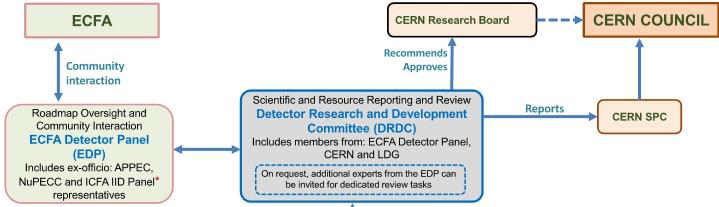 ECFA
CERN Research Board
CERN COUNCIL
Community
interaction
Recommends
Approves
Roadmap Oversight and
Community Interaction
ECFA Detector Panel
(EDP)
Includes ex-officio: APPEC,
NuPECC and ICFA IID Panel*
representatives
Scientific and Resource Reporting and Review
Detector Research and Development
Committee (DRDC)
Includes members from: ECFA Detector Panel,
CERN and LDG
On request, additional experts from the EDP can
be invited for dedicated review tasks
Reports
CERN SPC